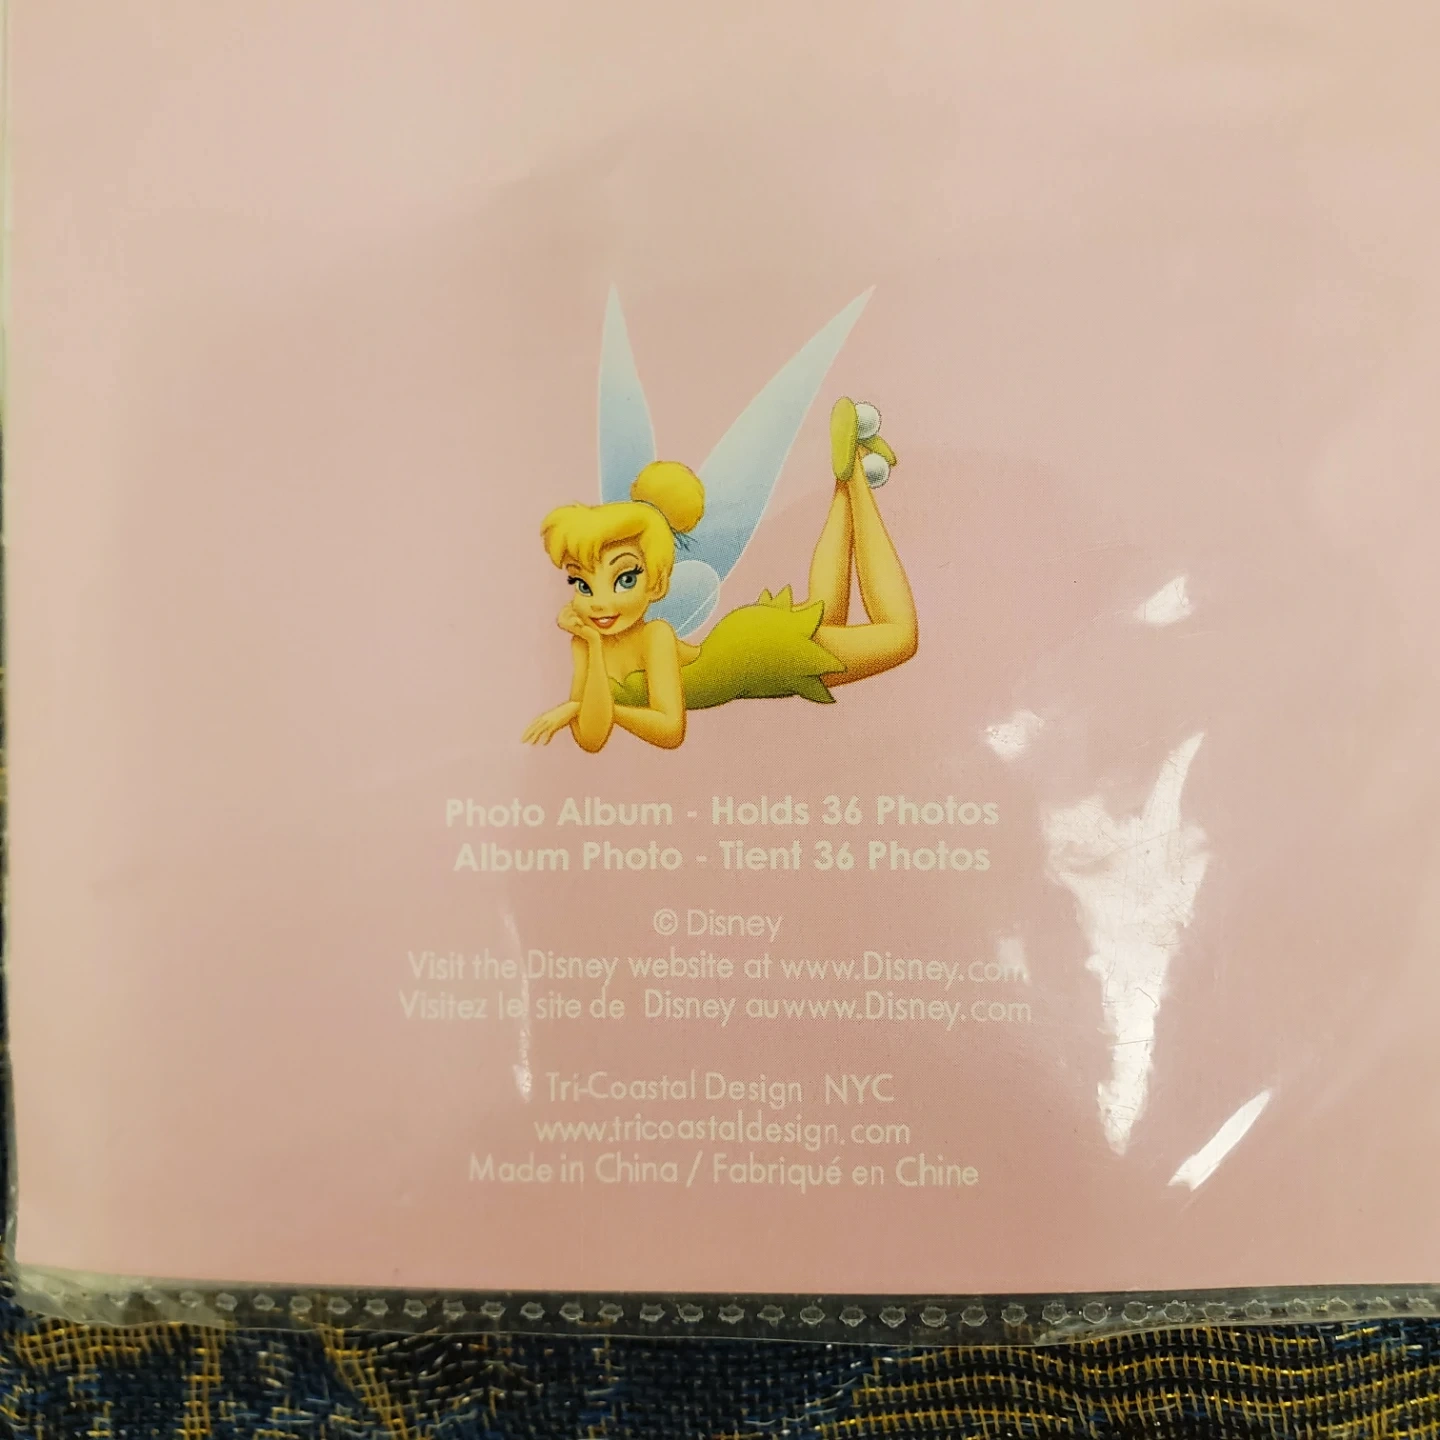 Photo Album - Holds 36 Photos
Album Photo - Tient 36 Photos
© Disney
Visit the Disney website at www.Disney.com
Visitez le site de Disney au www.Disney.com
Tri-Coastal Design NYC
www.tricoastaldesign.com
Made in China / Fabriqué en Chine